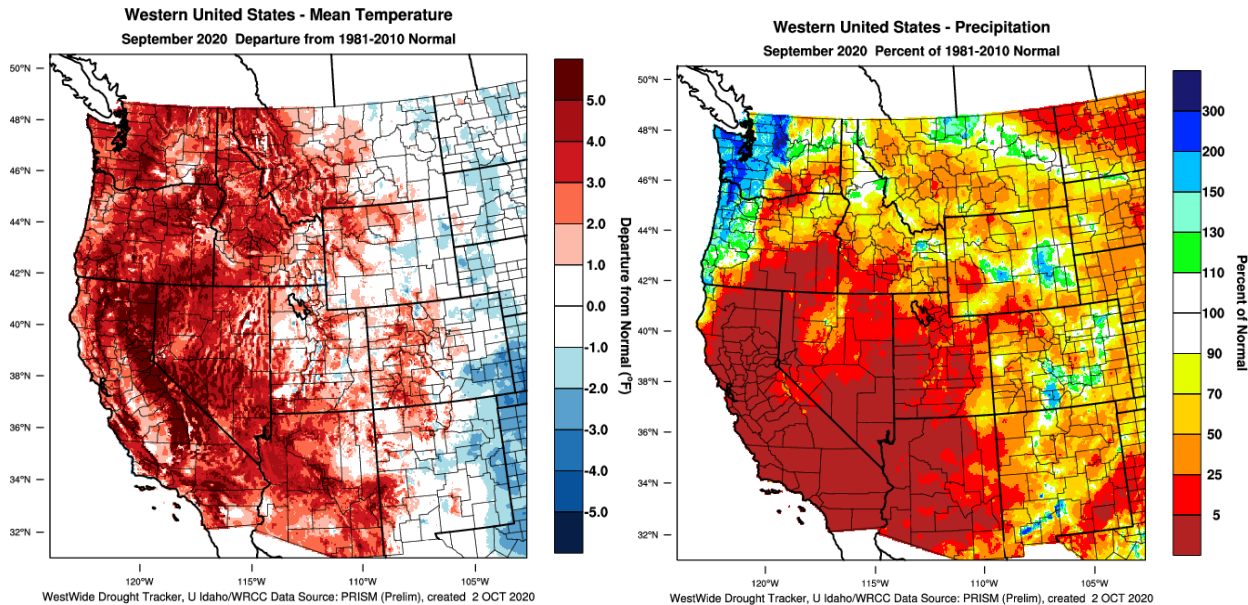 Western United States - Mean Temperature
September 2020 Departure from 1981-2010 Normal
50°N
48°N
46°N
44°N
42°N
40°N
38°N
36°N
34°N
32°N
120°W
115°W
110°W
105°W
5.0
4.0
3.0
2.0
1.0
0.0
-1.0
-2.0
-3.0
-4.0
-5.0
Departure from Normal (°F)
WestWide Drought Tracker, U Idaho/WRCC Data Source: PRISM (Prelim), created 2 OCT 2020
Western United States - Precipitation
September 2020 Percent of 1981-2010 Normal
50°N
48°N
46°N
44°N
42°N
40°N
38°N
36°N
34°N
32°N
120°W
115°W
110°W
105°W
300
200
150
130
110
100
90
70
50
25
5
Percent of Normal
WestWide Drought Tracker, U Idaho/WRCC Data Source: PRISM (Prelim), created 2 OCT 2020